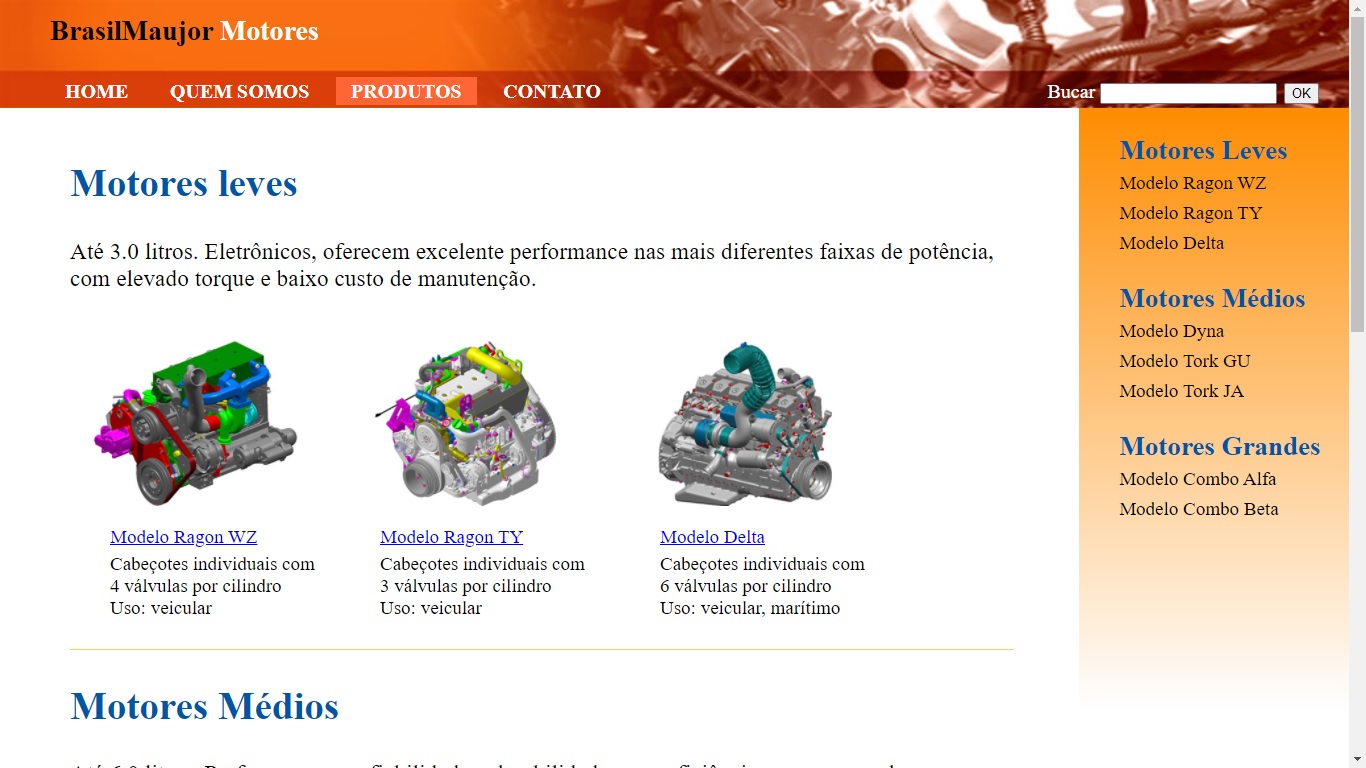 BrasilMaujor Motores
HOME QUEM SOMOS PRODUTOS CONTATO
Bucar OK
Motores leves
Até 3.0 litros. Eletrônicos, oferecem excelente performance nas mais diferentes faixas de potência,
com elevado torque e baixo custo de manutenção.
Modelo Ragon WZ
Cabeçotes individuais com
4 válvulas por cilindro
Uso: veicular
Modelo Ragon TY
Cabeçotes individuais com
3 válvulas por cilindro
Uso: veicular
Modelo Delta
Cabeçotes individuais com
6 válvulas por cilindro
Uso: veicular, marítimo
Motores Médios
Motores Leves
Modelo Ragon WZ
Modelo Ragon TY
Modelo Delta
Motores Médios
Modelo Dyna
Modelo Tork GU
Modelo Tork JA
Motores Grandes
Modelo Combo Alfa
Modelo Combo Beta